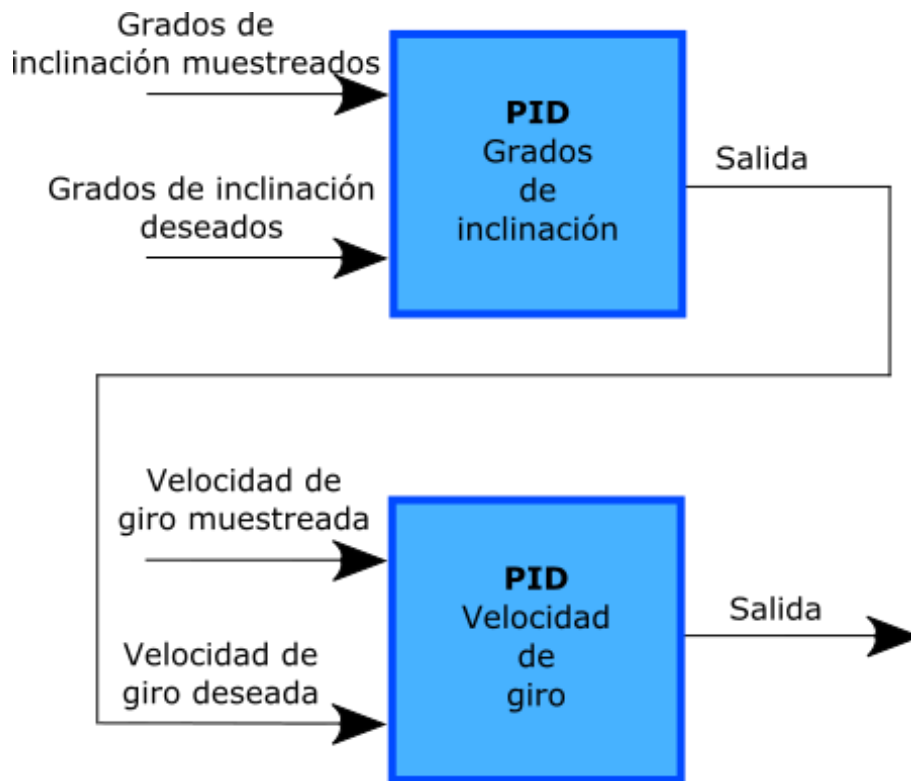 Grados de
inclinación muestreados
PID
Grados
de
inclinación
Salida
Grados de inclinación
deseados
Velocidad de
giro muestreada
PID
Velocidad
de
giro
Salida
Velocidad de
giro deseada